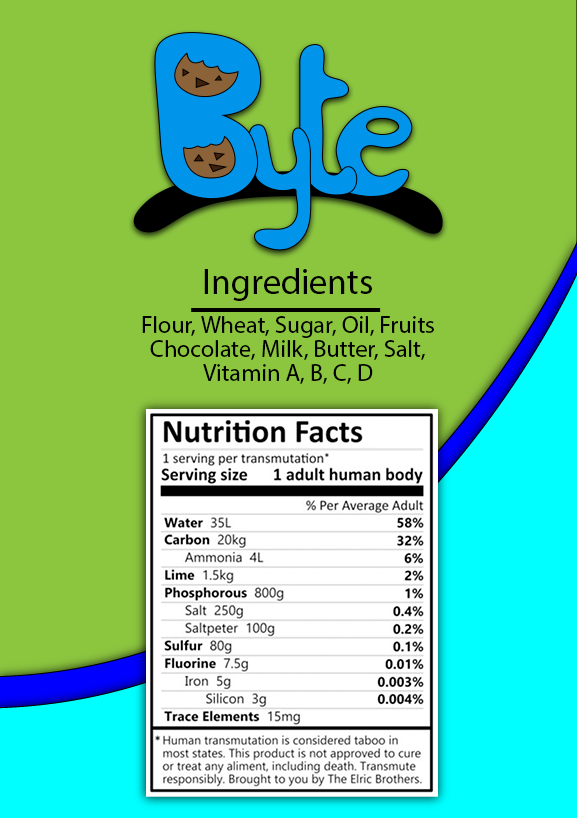 Byte
Ingredients
Flour, Wheat, Sugar, Oil, Fruits
Chocolate, Milk, Butter, Salt,
Vitamin A, B, C, D
Nutrition Facts
1 serving per transmutation*
Serving size 1 adult human body
% Per Average Adult
Water 35L 58%
Carbon 20kg 32%
Ammonia 4L 6%
Lime 1.5kg 2%
Phosphorous 800g 1%
Salt 250g 0.4%
Saltpeter 100g 0.2%
Sulfur 80g 0.1%
Fluorine 7.5g 0.01%
Iron 5g 0.003%
Silicon 3g 0.004%
Trace Elements 15mg
* Human transmutation is considered taboo in
most states. This product is not approved to cure
or treat any aliment, including death. Transmute
responsibly. Brought to you by The Elric Brothers.